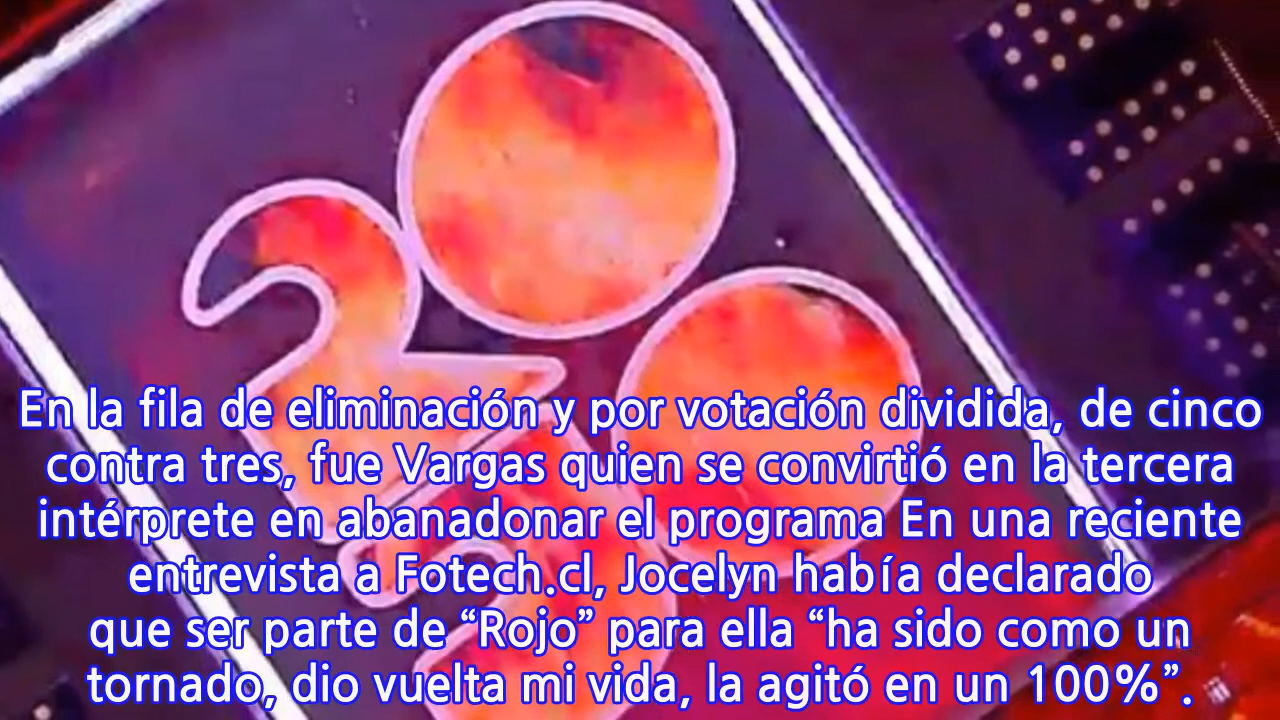 En la fila de eliminación y por votación dividida, de cinco
contra tres, fue Vargas quien se convirtió en la tercera
intérprete en abanadonar el programa En una reciente
entrevista a Fotech.cl, Jocelyn había declarado
que ser parte de “Rojo” para ella “ha sido como un
tornado, dio vuelta mi vida, la agitó en un 100%”.